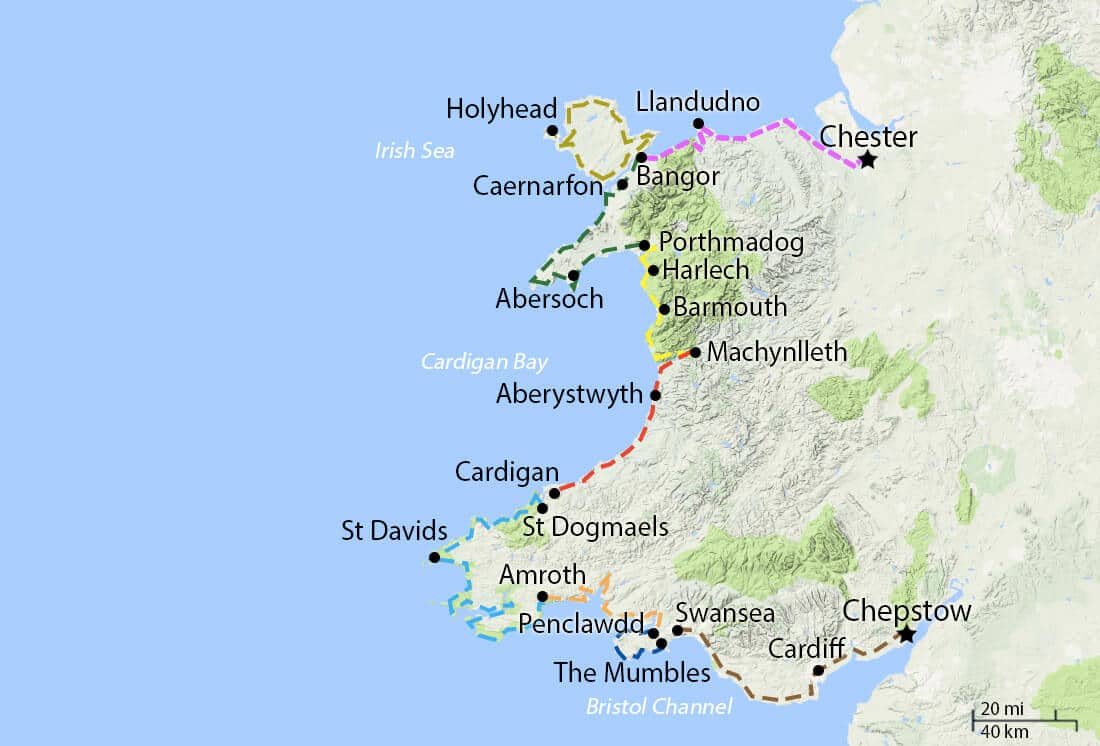 Holyhead
Llandudno
Irish Sea
Chester
Caernarfon
Bangor
Porthmadog
Harlech
Abersoch
Barmouth
Cardigan Bay
Machynlleth
Aberystwyth
Cardigan
St Davids
St Dogmaels
Amroth
Penclawdd
Swansea
Chepstow
Cardiff
The Mumbles
Bristol Channel
20 mi
40 km